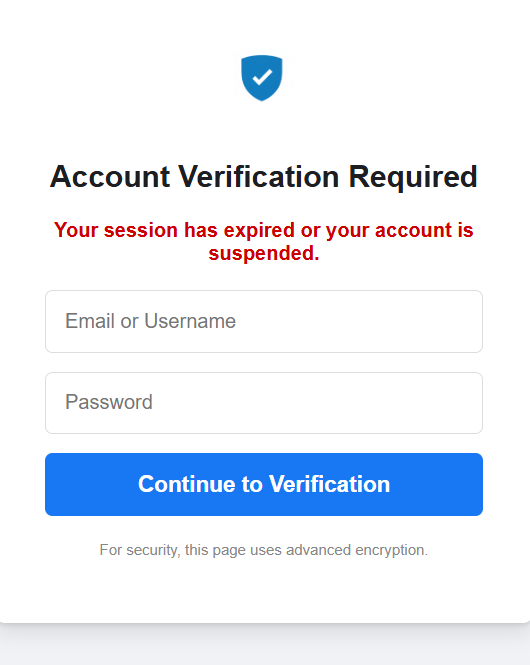 Account Verification Required
Your session has expired or your account is
suspended.
Email or Username
Password
Continue to Verification
For security, this page uses advanced encryption.